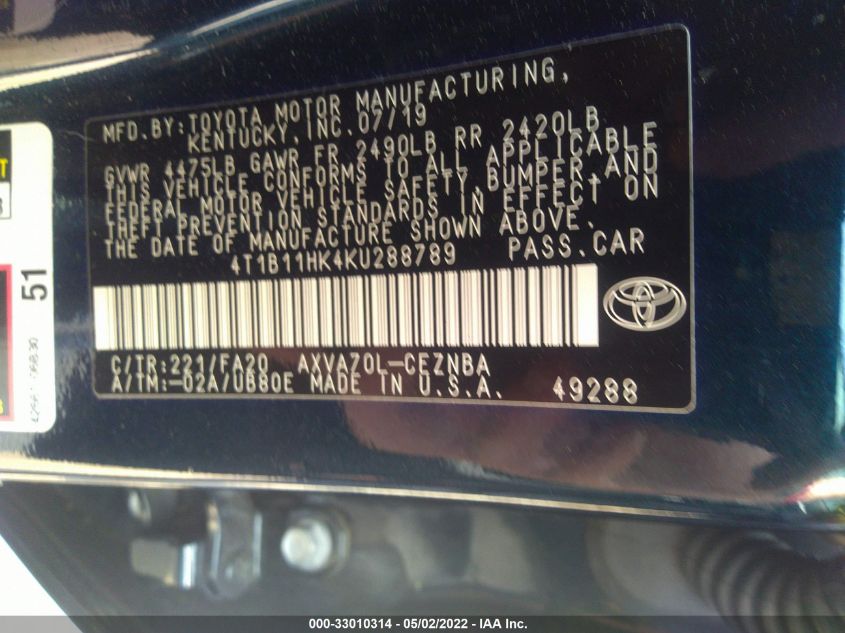 MFD.BY:TOYOTA MOTOR MANUFACTURING,
KENTUCKY, INC.07/19
GVWR 4475LB GAWR FR 2490LB RR 2420LB
THIS VEHICLE CONFORMS TO ALL APPLICABLE
FEDERAL MOTOR VEHICLE SAFETY,BUMPER,AND
THEFT PREVENTION STANDARDS IN EFFECT ON
THE DATE OF MANUFACTURE SHOWN ABOVE.
4T1B11HK4KU288789 PASS.CAR
C/TR:221/FA20 AXVA70L-CEZNBA
A/TM:-02A/UB80E MADE IN U.S.A. 49288
51
000-33010314 - 05/02/2022 - IAA Inc.